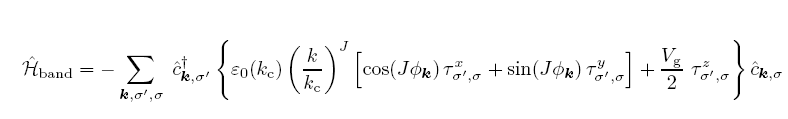 $\hat{\mathcal{H}}_{\mathrm{band}} = - \sum_{\boldsymbol{k},\sigma',\sigma} \hat{c}^{\dagger}_{\boldsymbol{k},\sigma'} \left\{ \varepsilon_0(k_{\mathrm{c}}) \left( \frac{k}{k_{\mathrm{c}}} \right)^{J} \left[ \cos(J\phi_{\boldsymbol{k}}) \, \tau^{x}_{\sigma',\sigma} + \sin(J\phi_{\boldsymbol{k}}) \, \tau^{y}_{\sigma',\sigma} \right] + \frac{V_{\mathrm{g}}}{2} \, \tau^{z}_{\sigma',\sigma} \right\} \hat{c}_{\boldsymbol{k},\sigma}$